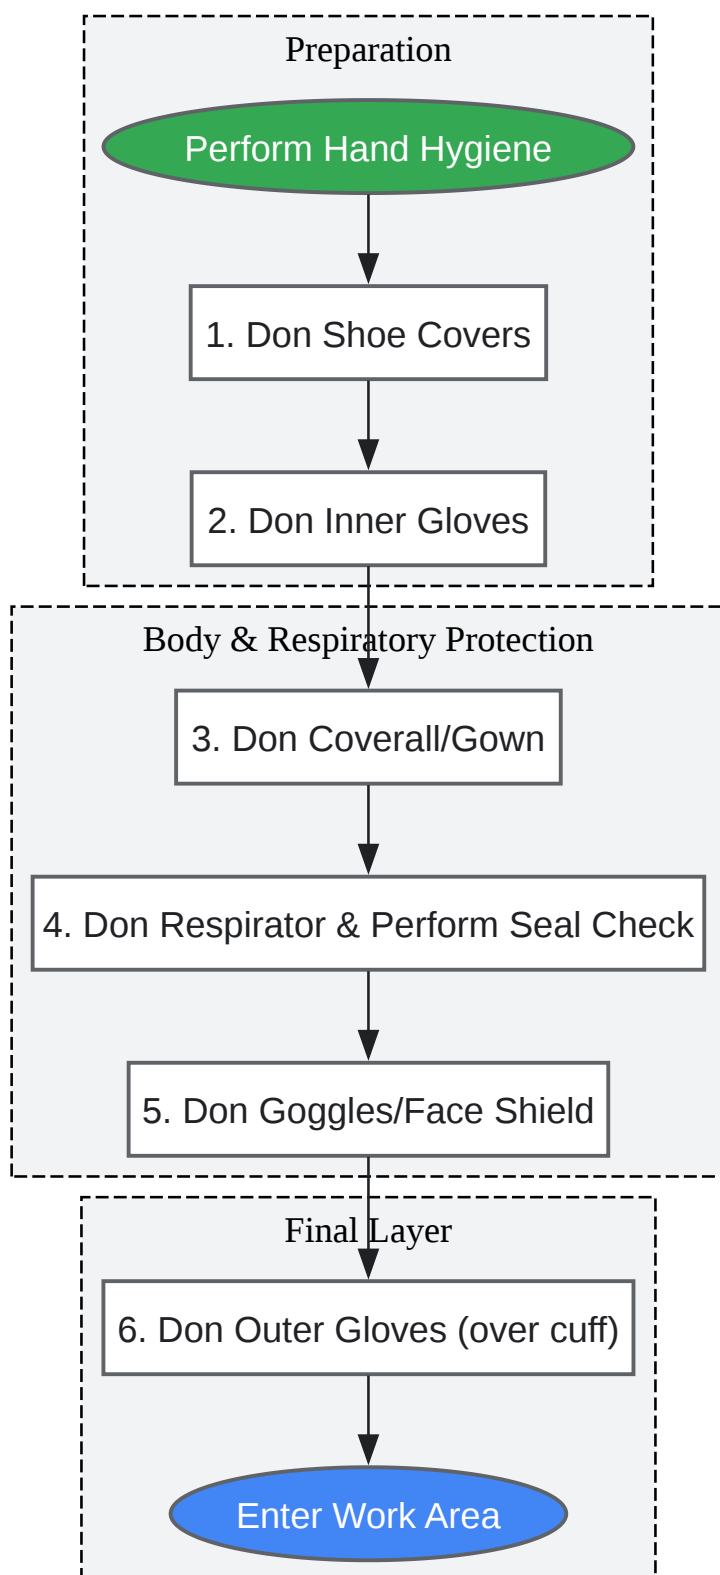 Preparation
Perform Hand Hygiene
1. Don Shoe Covers
2. Don Inner Gloves
Body & Respiratory Protection
3. Don Coverall/Gown
4. Don Respirator & Perform Seal Check
5. Don Goggles/Face Shield
Final Layer
6. Don Outer Gloves (over cuff)
Enter Work Area